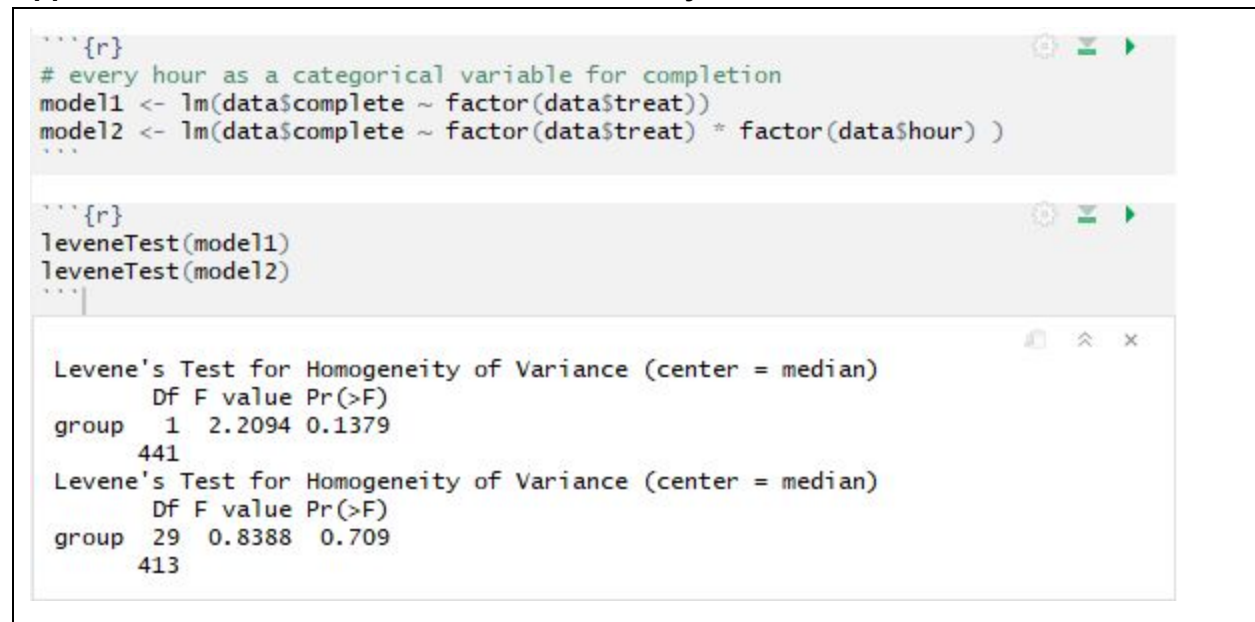 ```{r}
# every hour as a categorical variable for completion
model1 <- lm(data$complete ~ factor(data$treat))
model2 <- lm(data$complete ~ factor(data$treat) * factor(data$hour) )
```
```{r}
leveneTest(model1)
leveneTest(model2)
```
Levene's Test for Homogeneity of Variance (center = median)
Df F value Pr(>F)
group 1 2.2094 0.1379
441
Levene's Test for Homogeneity of Variance (center = median)
Df F value Pr(>F)
group 29 0.8388 0.709
413